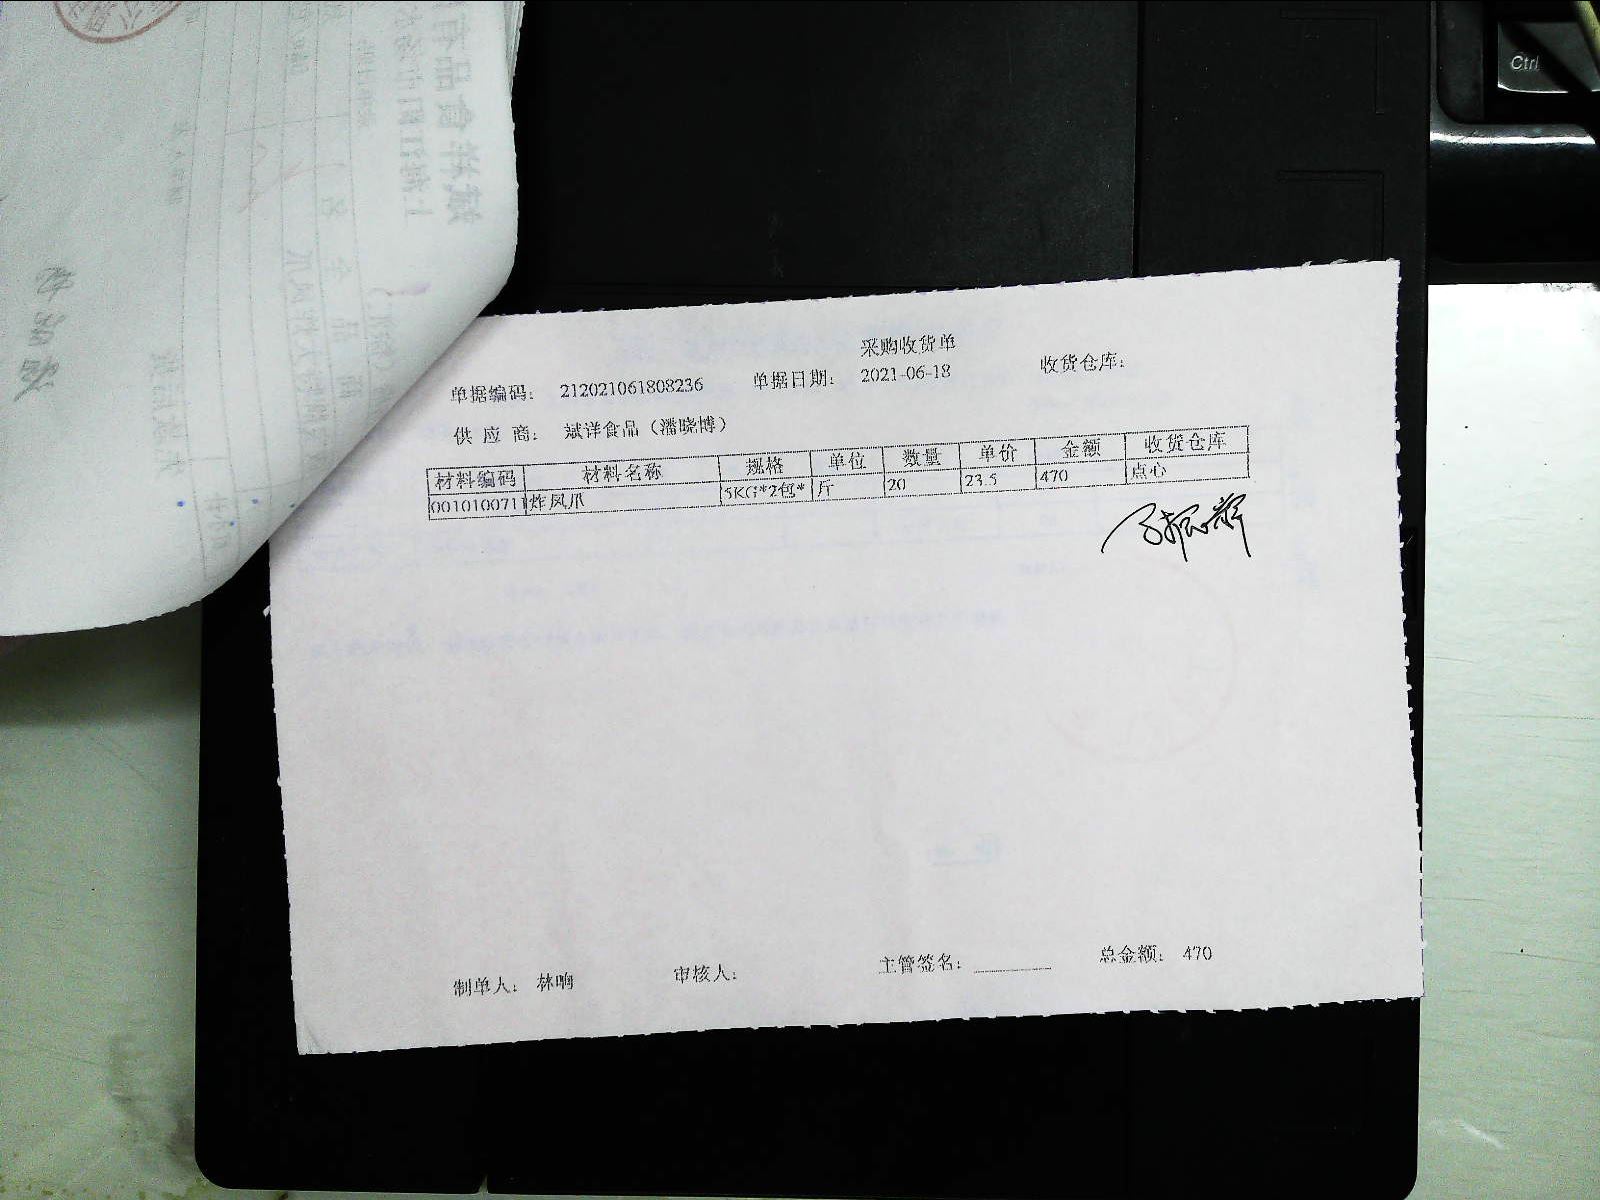 采购收货单
单据编码： 212021061808236 单据日期： 2021-06-18 收货仓库：
供 应 商： 斌洋食品（潘晓博）
材料编码 材料名称 规格 单位 数量 单价 金额 收货仓库
0010100711 炸凤爪 5KG*2包* 斤 20 23.5 470 点心
制单人： 林响 审核人： 主管签名： 总金额： 470
Ctrl